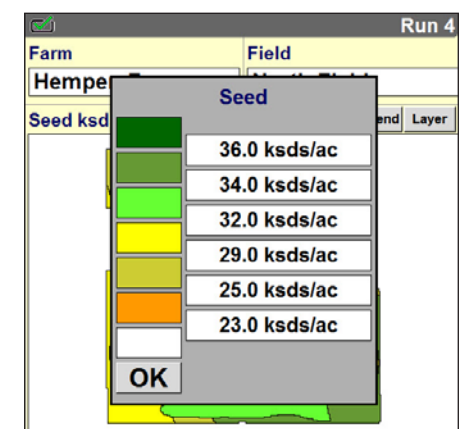 Run 4
Farm Field
Hempe
Seed ksd end Layer
Seed
36.0 ksds/ac
34.0 ksds/ac
32.0 ksds/ac
29.0 ksds/ac
25.0 ksds/ac
23.0 ksds/ac
OK